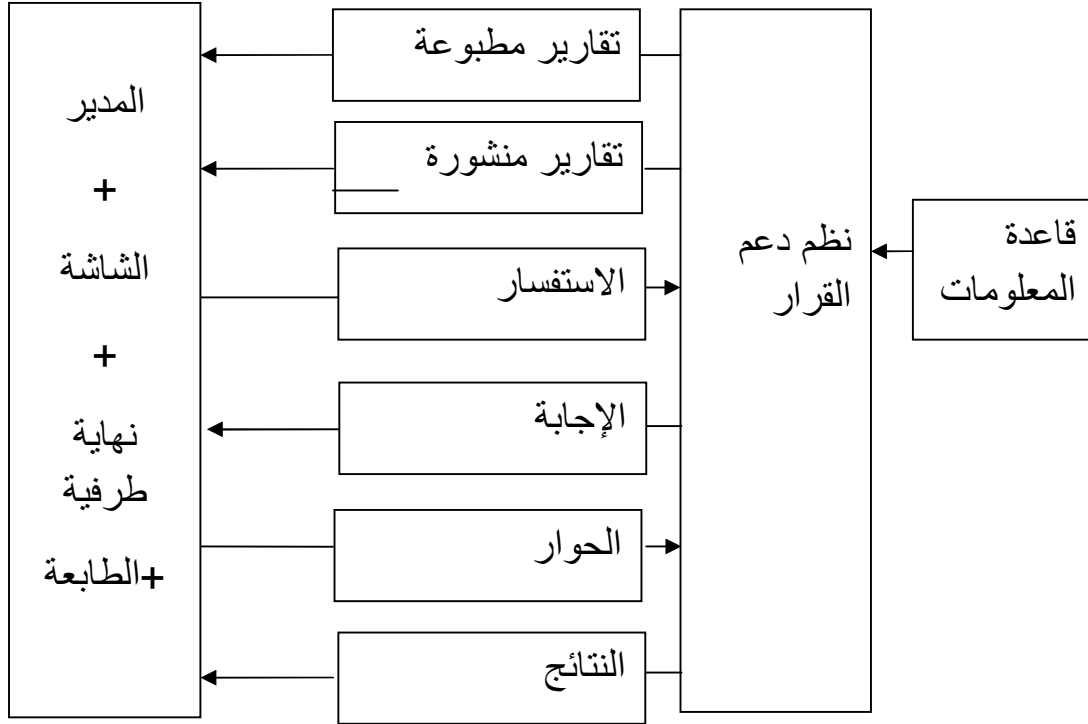 قاعدة
المعلومات
نظم دعم
القرار
تقارير مطبوعة
تقارير منشورة
الاستفسار
الإجابة
الحوار
النتائج
المدير
+
الشاشة
+
نهاية
طرفية
+الطابعة